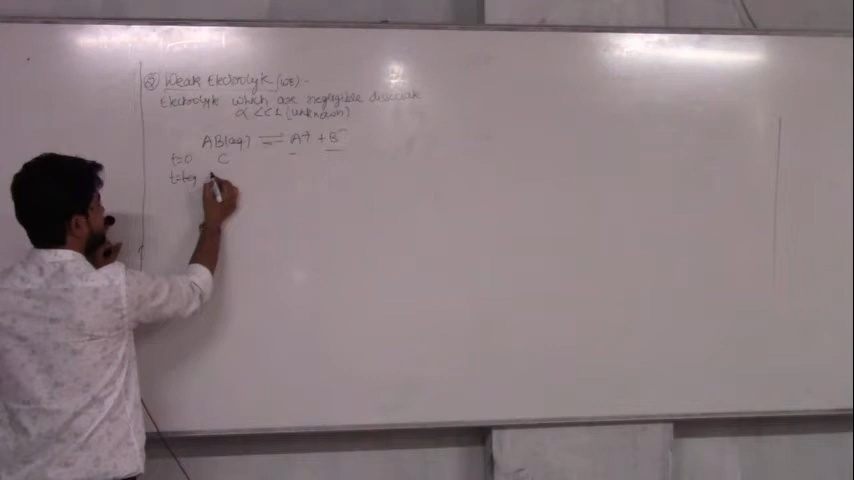 ② Weak Electrolyte (WE):-
Electrolyte which are negligible dissociate
α <<1 (unknown)
AB(aq) ⇌ A+ + B-
t=0 C
t=teq